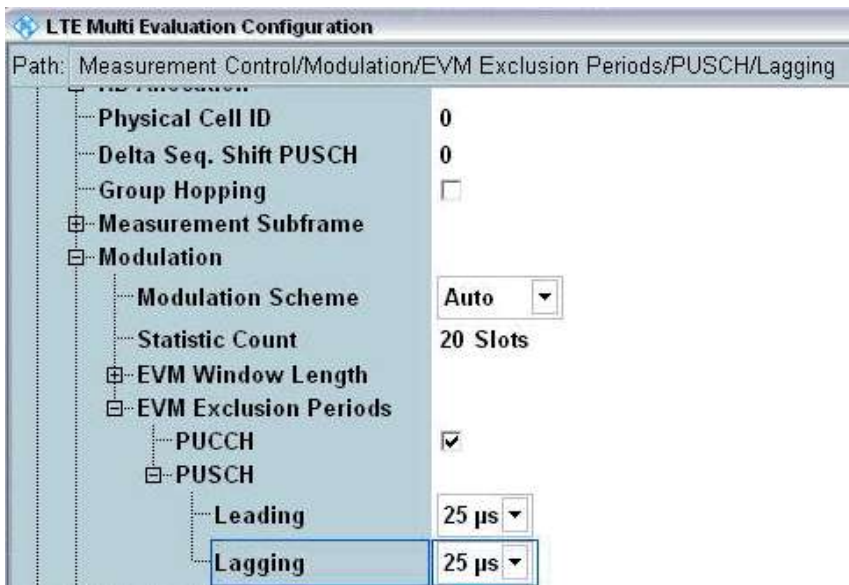 LTE Multi Evaluation Configuration
Path: Measurement Control/Modulation/EVM Exclusion Periods/PUSCH/Lagging
Physical Cell ID 0
Delta Seq. Shift PUSCH 0
Group Hopping
Measurement Subframe
Modulation
Modulation Scheme Auto
Statistic Count 20 Slots
EVM Window Length
EVM Exclusion Periods
PUCCH
PUSCH
Leading 25 µs
Lagging 25 µs